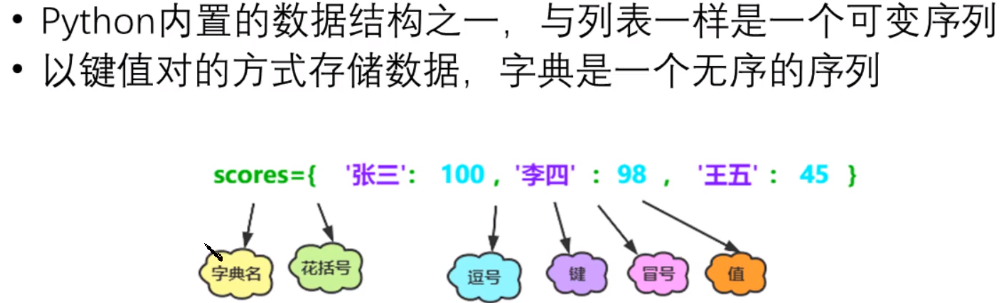 • Python内置的数据结构之一，与列表一样是一个可变序列
• 以键值对的方式存储数据，字典是一个无序的序列
scores={ '张三': 100 , '李四' : 98 , '王五' : 45 }
字典名 花括号 逗号 键 冒号 值